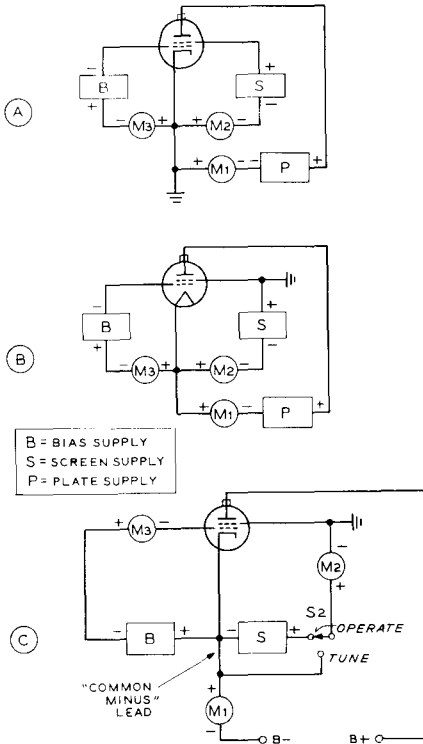 - + B S
A
+ -
- M3 + + M2 -
+ M1 - P +
- + B S
B
+ -
- M3 + + M2 -
+ M1 - P +
B = BIAS SUPPLY
S = SCREEN SUPPLY
P = PLATE SUPPLY
+ M3 -
- M2 +
S2
OPERATE
C
- B + - S +
TUNE
"COMMON
MINUS"
LEAD
+ M1 -
B- B+